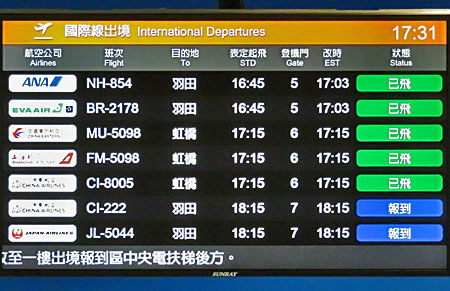 國際線出境 International Departures 17:31
航空公司 班次 目的地 表定起飛 登機門 改時 狀態
Airlines Flight To STD Gate EST Status
ANA NH-854 羽田 16:45 5 17:03 已飛
EVA AIR BR-2178 羽田 16:45 5 17:03 已飛
MU-5098 虹橋 17:15 6 17:15 已飛
FM-5098 虹橋 17:15 6 17:15 已飛
CHINA AIRLINES CI-8005 虹橋 17:15 6 17:15 已飛
CHINA AIRLINES CI-222 羽田 18:15 7 18:15 報到
JAPAN AIRLINES JL-5044 羽田 18:15 7 18:15 報到
至一樓出境報到區中央電扶梯後方。
SUNRAY